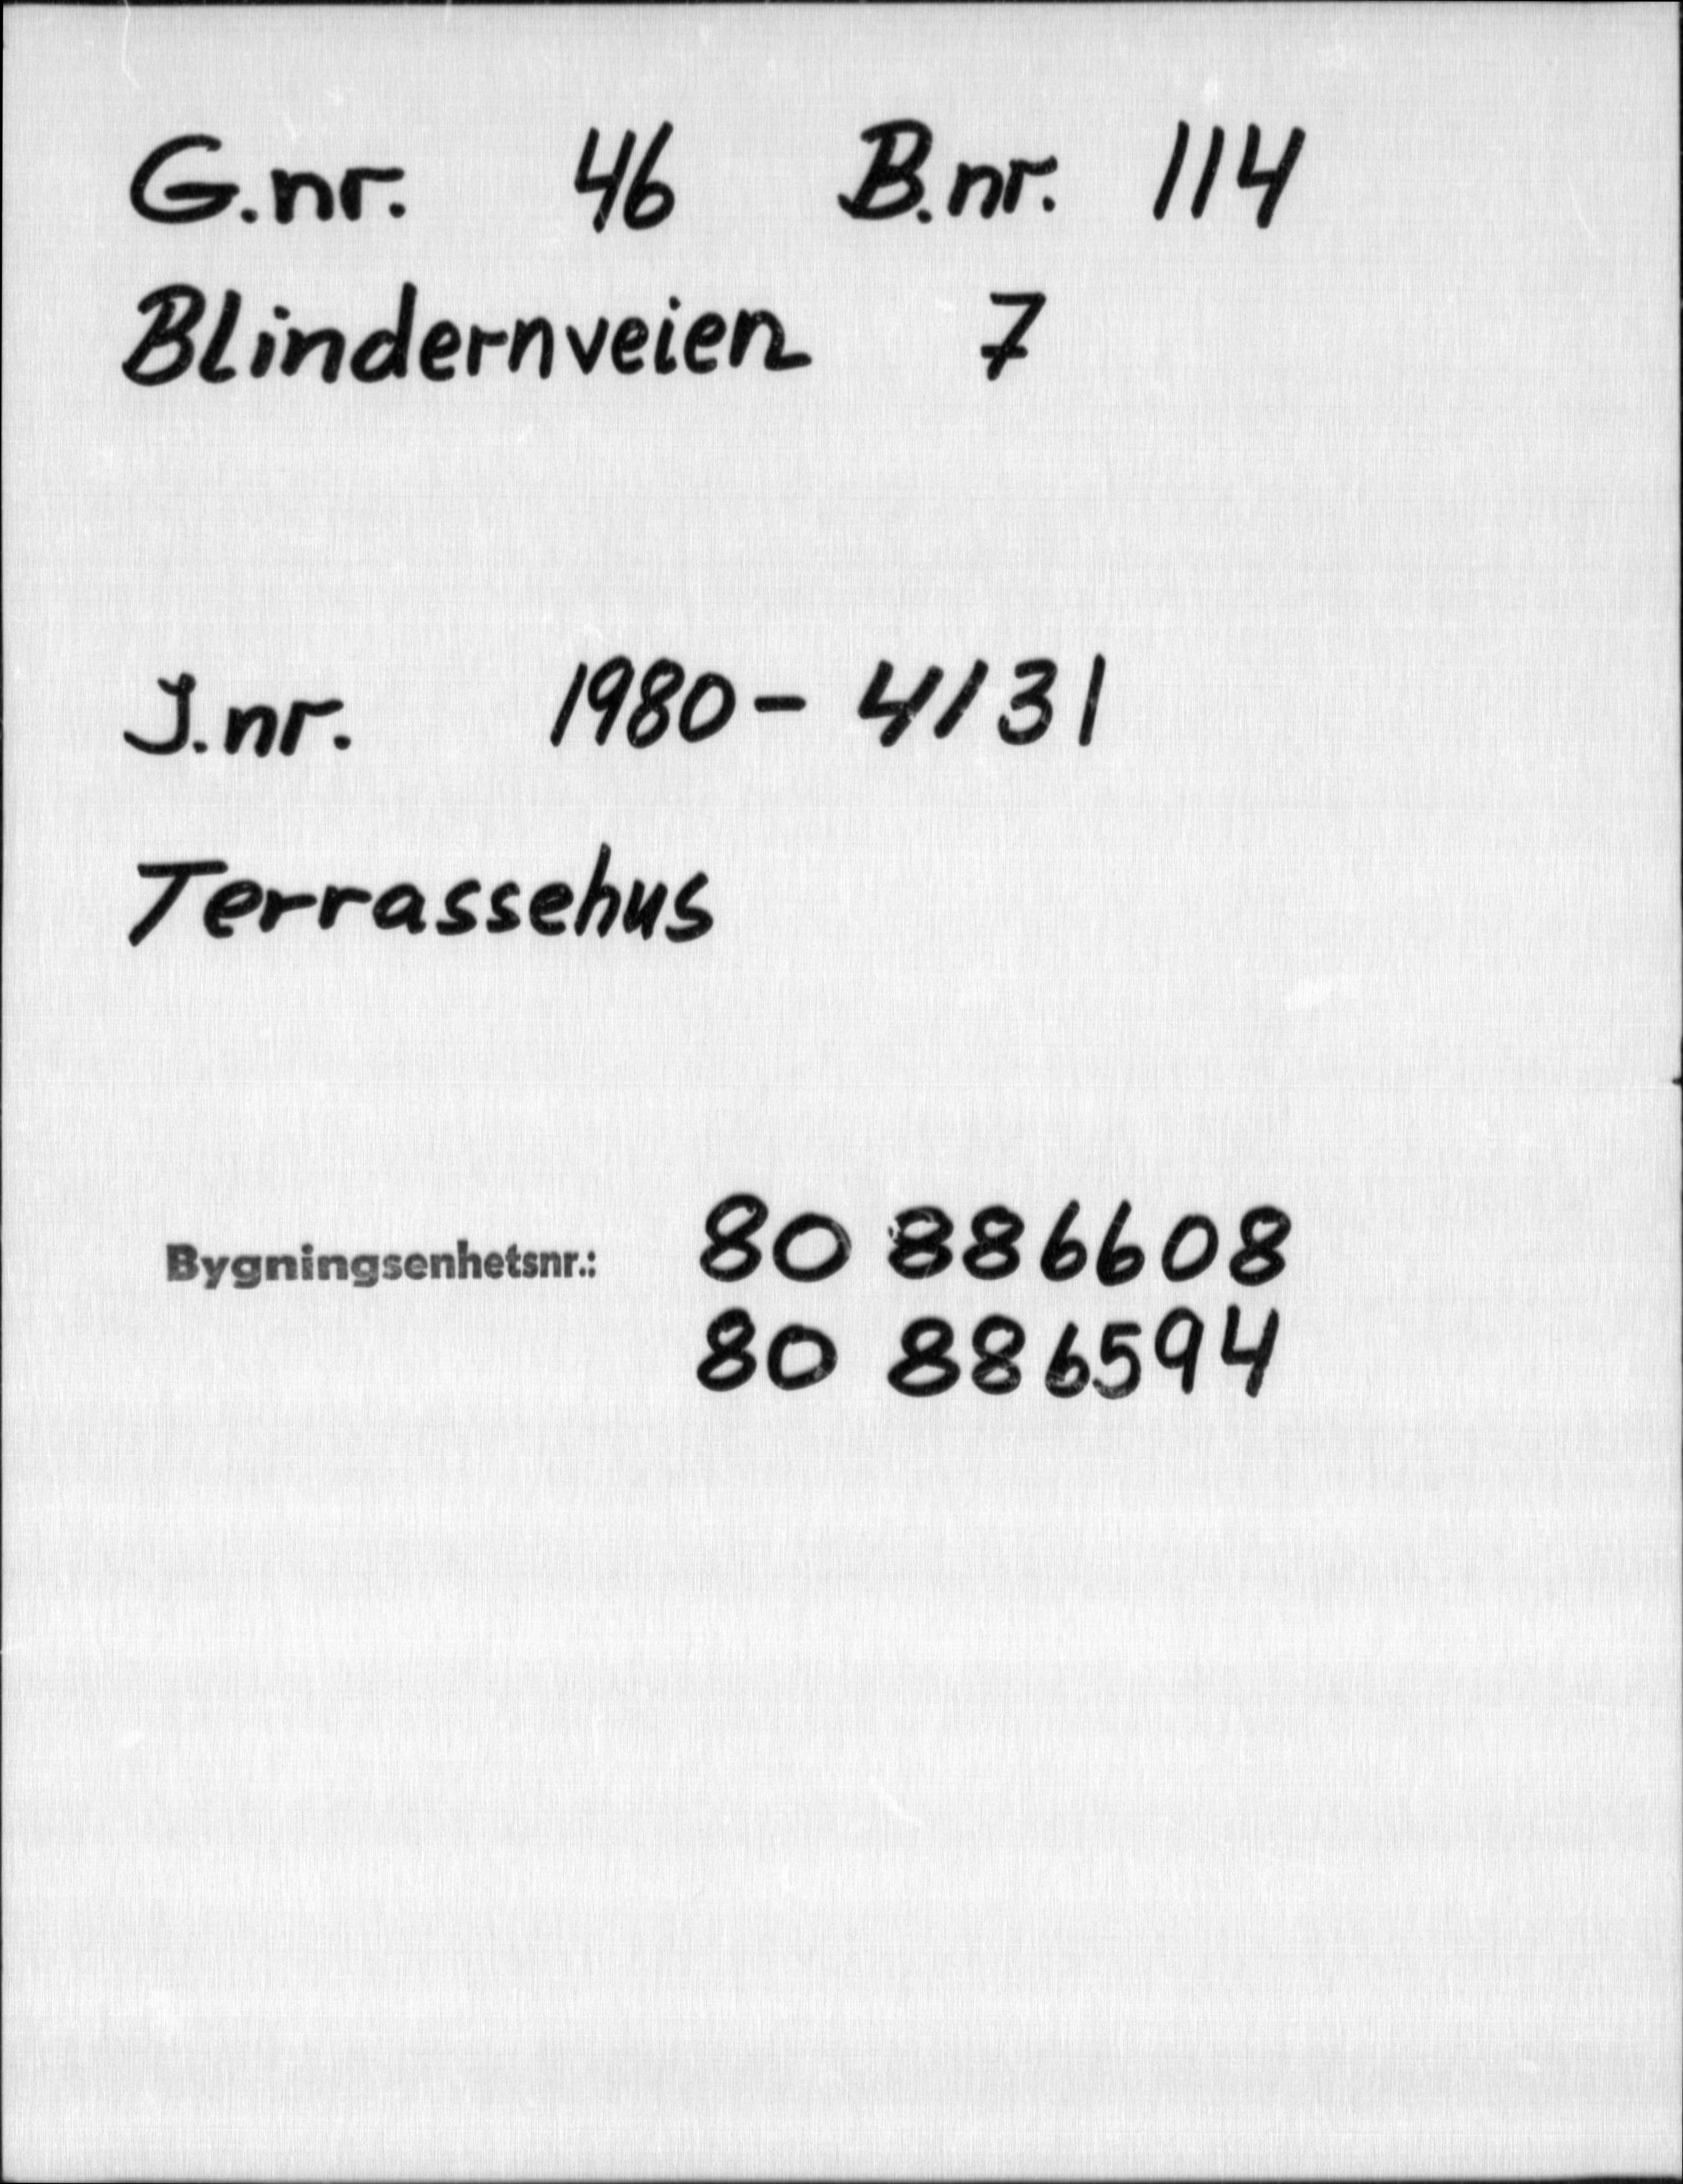 G.nr. 46 B.nr. 114
Blindernveien 7
J.nr. 1980 - 4131
Terrassehus
Bygningsenhetsnr.: 80 886608
80 886594